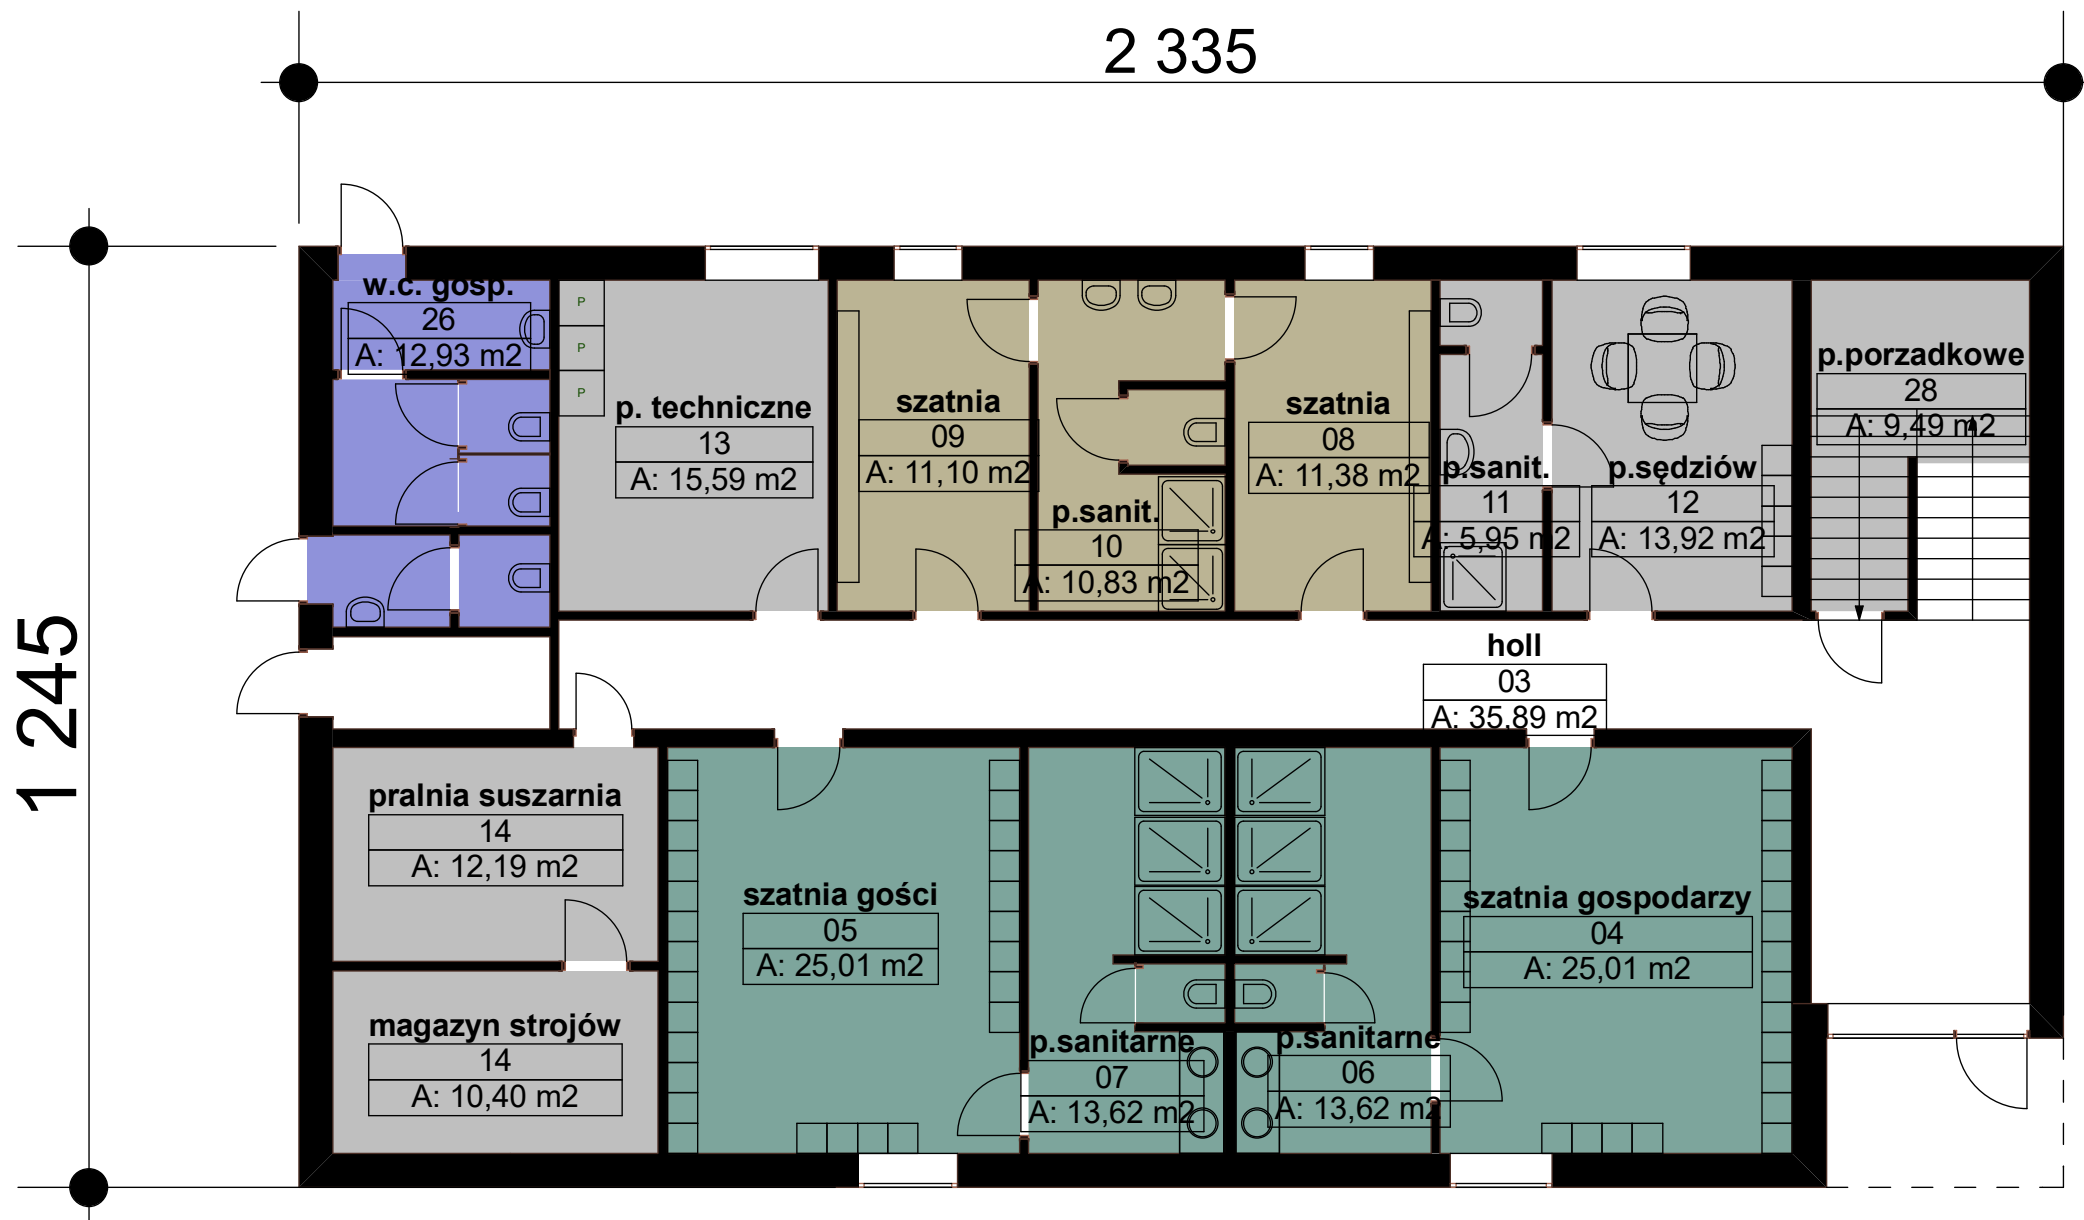 2 335
1 245
w.c. gosp.
26
A: 12,93 m2
P
P
P
p. techniczne
13
A: 15,59 m2
szatnia
09
A: 11,10 m2
p.sanit.
10
A: 10,83 m2
szatnia
08
A: 11,38 m2
p.sanit.
11
A: 5,95 m2
p.sędziów
12
A: 13,92 m2
p.porzadkowe
28
A: 9,49 m2
holl
03
A: 35,89 m2
pralnia suszarnia
14
A: 12,19 m2
magazyn strojów
14
A: 10,40 m2
szatnia gości
05
A: 25,01 m2
p.sanitarne
07
A: 13,62 m2
p.sanitarne
06
A: 13,62 m2
szatnia gospodarzy
04
A: 25,01 m2